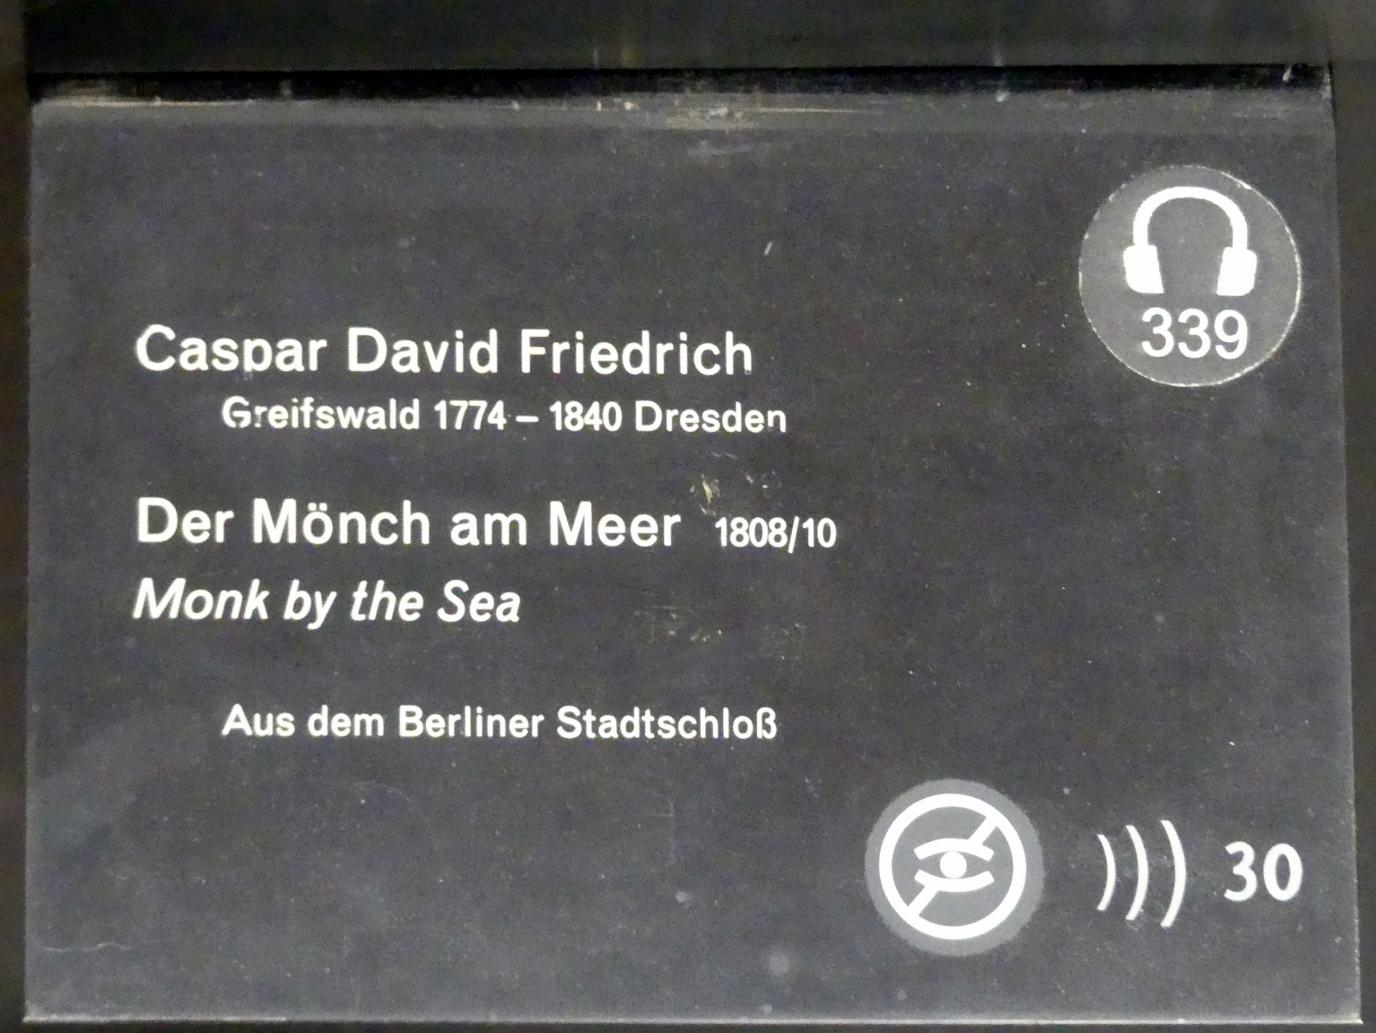 339
Caspar David Friedrich
Greifswald 1774 – 1840 Dresden
Der Mönch am Meer 1808/10
Monk by the Sea
Aus dem Berliner Stadtschloß
30